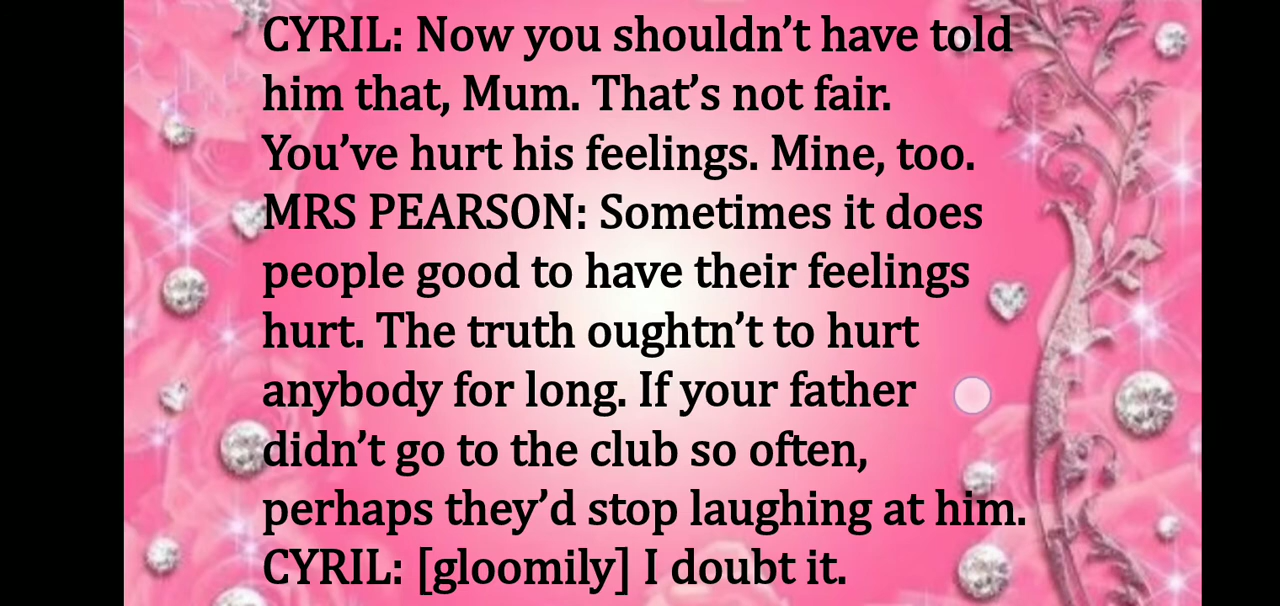 CYRIL: Now you shouldn’t have told
him that, Mum. That’s not fair.
You’ve hurt his feelings. Mine, too.
MRS PEARSON: Sometimes it does
people good to have their feelings
hurt. The truth oughtn’t to hurt
anybody for long. If your father
didn’t go to the club so often,
perhaps they’d stop laughing at him.
CYRIL: [gloomily] I doubt it.